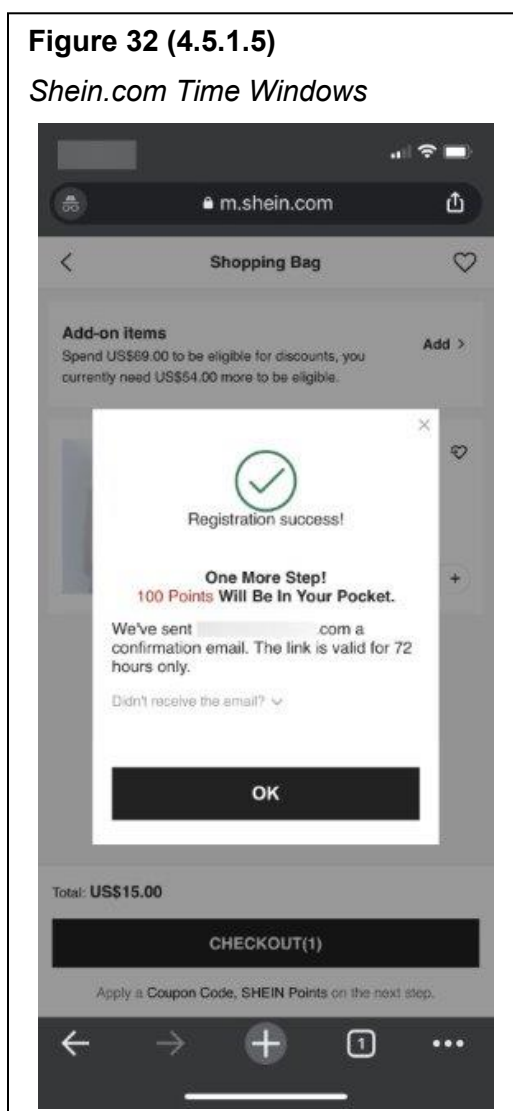 Figure 32 (4.5.1.5)
Shein.com Time Windows
m.shein.com
Shopping Bag
Add-on items
Spend US$69.00 to be eligible for discounts, you
currently need US$54.00 more to be eligible.
Add >
Registration success!
One More Step!
100 Points Will Be In Your Pocket.
We've sent .com a
confirmation email. The link is valid for 72
hours only.
Didn't receive the email?
OK
Total: US$15.00
CHECKOUT(1)
Apply a Coupon Code, SHEIN Points on the next step.
1